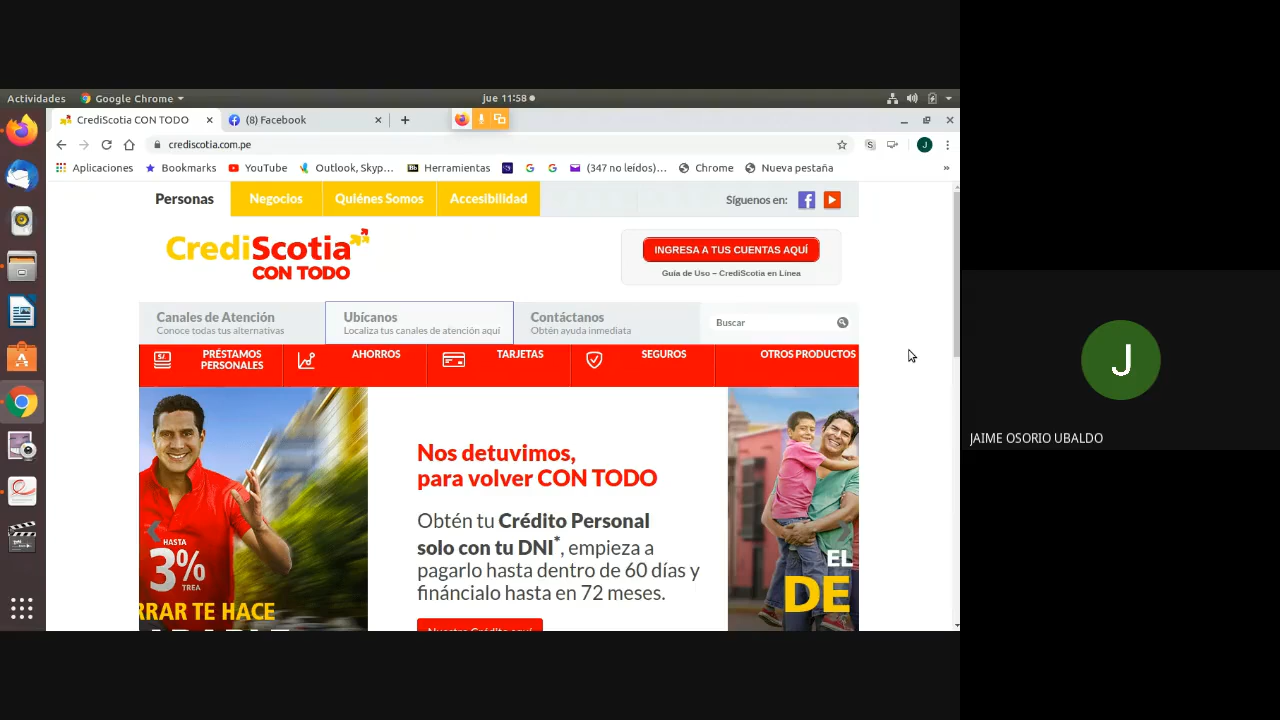 Actividades Google Chrome jue 11:58
CrediScotia CON TODO (8) Facebook
crediscotia.com.pe J
Aplicaciones Bookmarks YouTube Outlook, Skyp... Bb Herramientas G G (347 no leídos)... Chrome Nueva pestaña »
Personas Negocios Quiénes Somos Accesibilidad Síguenos en:
CrediScotia
CON TODO
INGRESA A TUS CUENTAS AQUÍ
Guía de Uso – CrediScotia en Línea
Canales de Atención Ubícanos Contáctanos Buscar
Conoce todas tus alternativas Localiza tus canales de atención aquí Obtén ayuda inmediata
PRÉSTAMOS PERSONALES AHORROS TARJETAS SEGUROS OTROS PRODUCTOS
Nos detuvimos,
para volver CON TODO
Obtén tu Crédito Personal
solo con tu DNI*, empieza a
pagarlo hasta dentro de 60 días y
fináncialo hasta en 72 meses.
HASTA
3%
TREA
RRAR TE HACE
EL
DE
J
JAIME OSORIO UBALDO